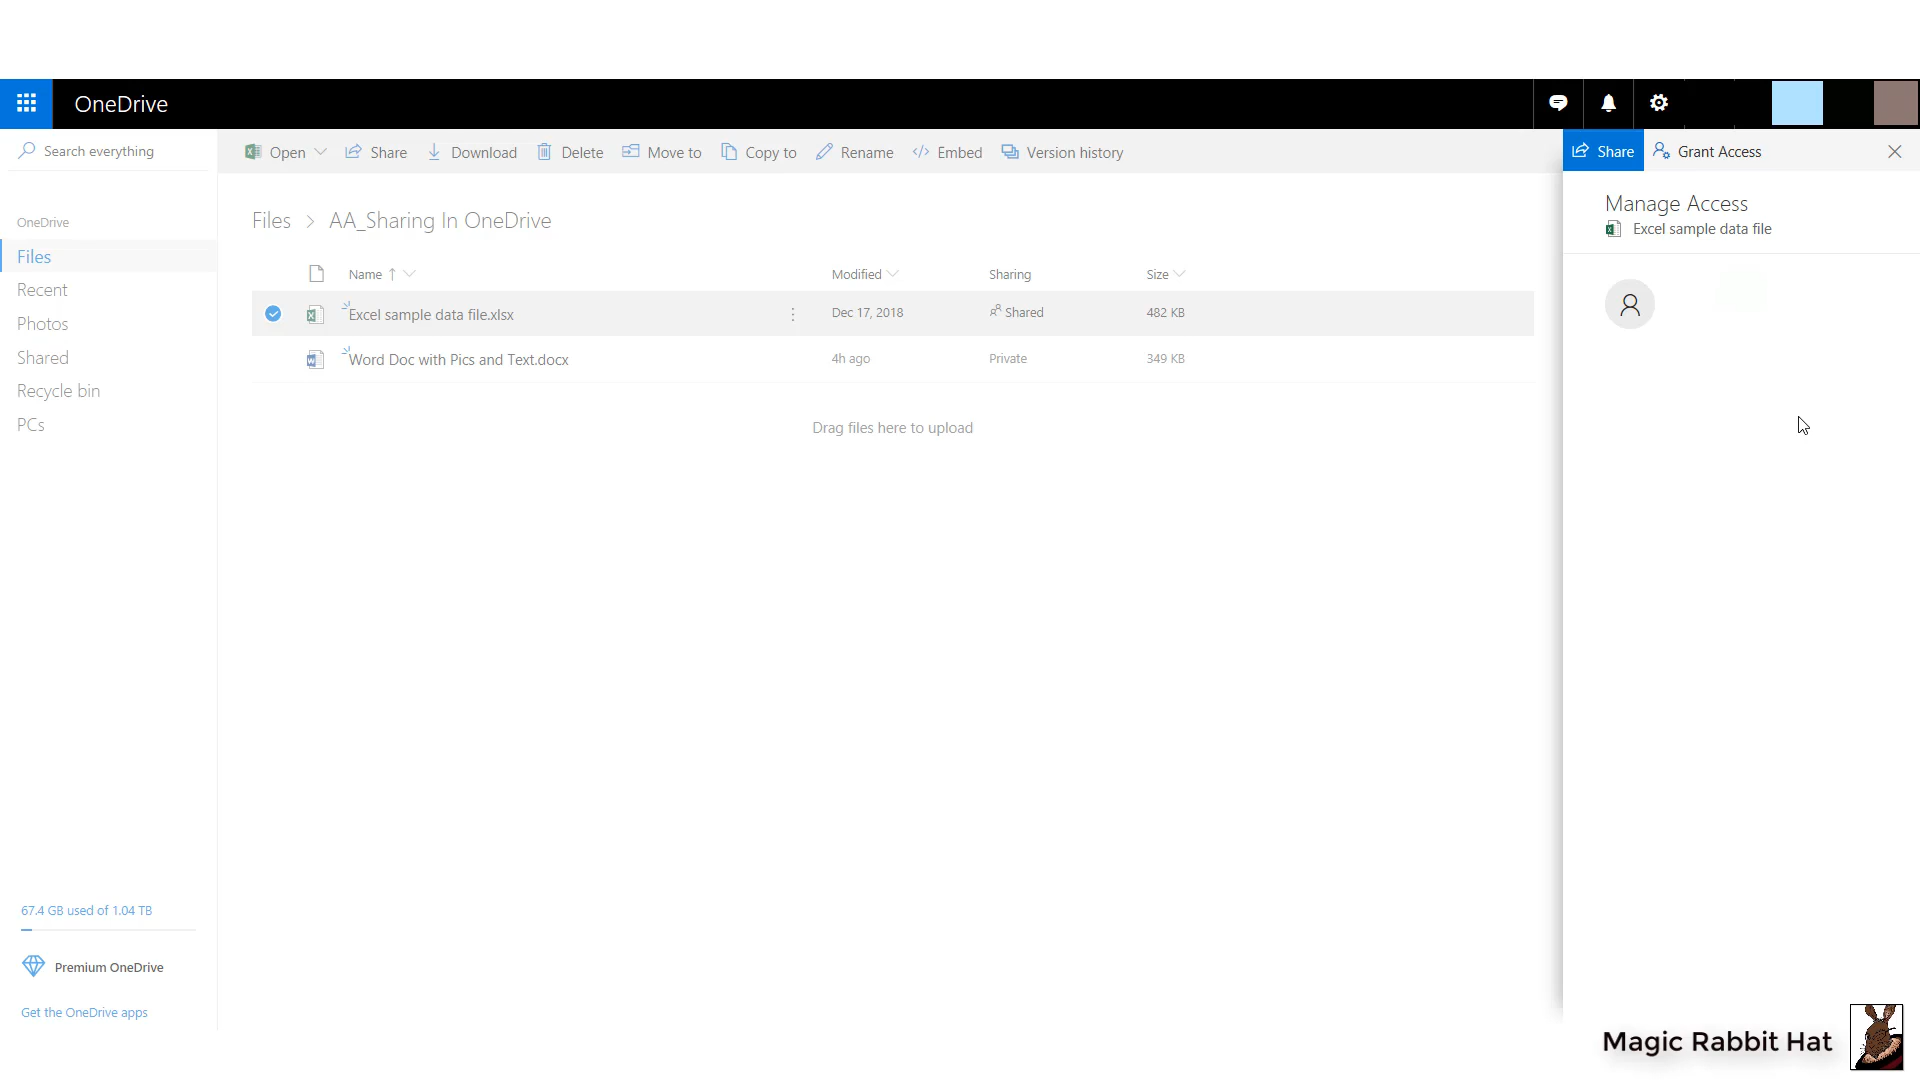 OneDrive
Search everything
Open
Share
Download
Delete
Move to
Copy to
Rename
Embed
Version history
Share
Grant Access
Manage Access
Excel sample data file
OneDrive
Files
Recent
Photos
Shared
Recycle bin
PCs
Files > AA_Sharing In OneDrive
Name ↑ Modified Sharing Size
Excel sample data file.xlsx Dec 17, 2018 Shared 482 KB
Word Doc with Pics and Text.docx 4h ago Private 349 KB
Drag files here to upload
67.4 GB used of 1.04 TB
Premium OneDrive
Get the OneDrive apps
Magic Rabbit Hat